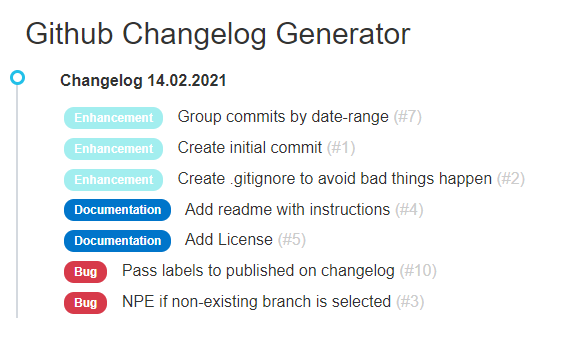 Github Changelog Generator
Changelog 14.02.2021
Enhancement Group commits by date-range (#7)
Enhancement Create initial commit (#1)
Enhancement Create .gitignore to avoid bad things happen (#2)
Documentation Add readme with instructions (#4)
Documentation Add License (#5)
Bug Pass labels to published on changelog (#10)
Bug NPE if non-existing branch is selected (#3)